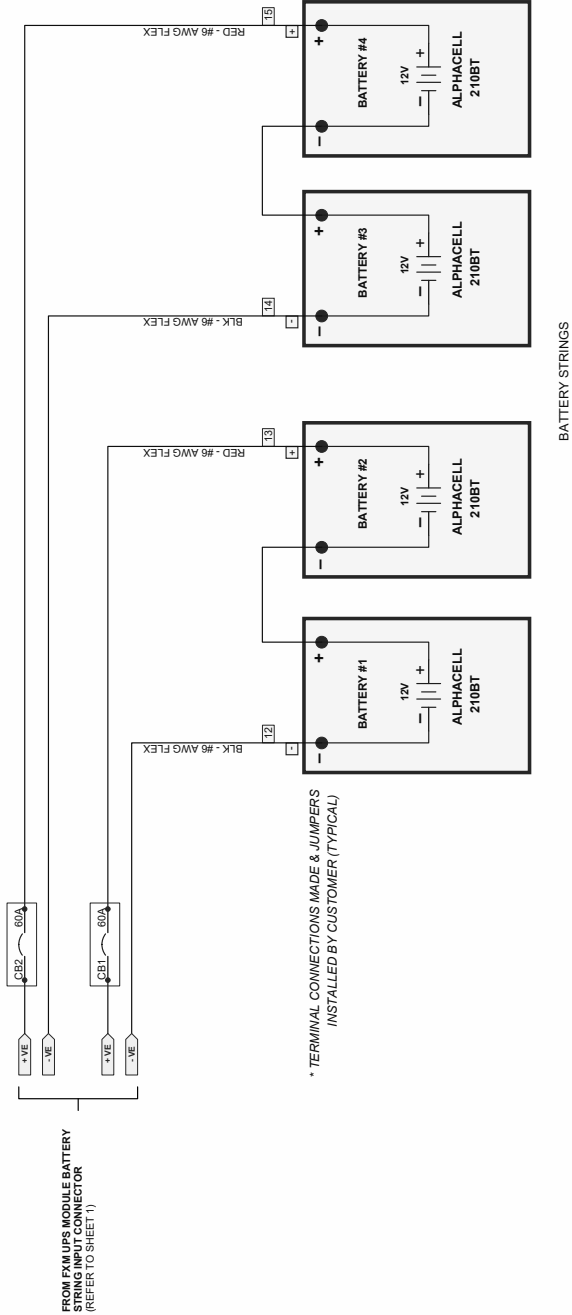 FROM FXM UPS MODULE BATTERY
STRING INPUT CONNECTOR
(REFER TO SHEET 1)
+ VE
- VE
+ VE
- VE
CB2
60A
CB1
60A
* TERMINAL CONNECTIONS MADE & JUMPERS
INSTALLED BY CUSTOMER (TYPICAL)
BLK - #6 AWG FLEX
12
-
RED - #6 AWG FLEX
13
+
BLK - #6 AWG FLEX
14
-
RED - #6 AWG FLEX
15
+
− +
BATTERY #1
12V
− +
ALPHACELL
210BT
− +
BATTERY #2
12V
− +
ALPHACELL
210BT
− +
BATTERY #3
12V
− +
ALPHACELL
210BT
− +
BATTERY #4
12V
− +
ALPHACELL
210BT
BATTERY STRINGS